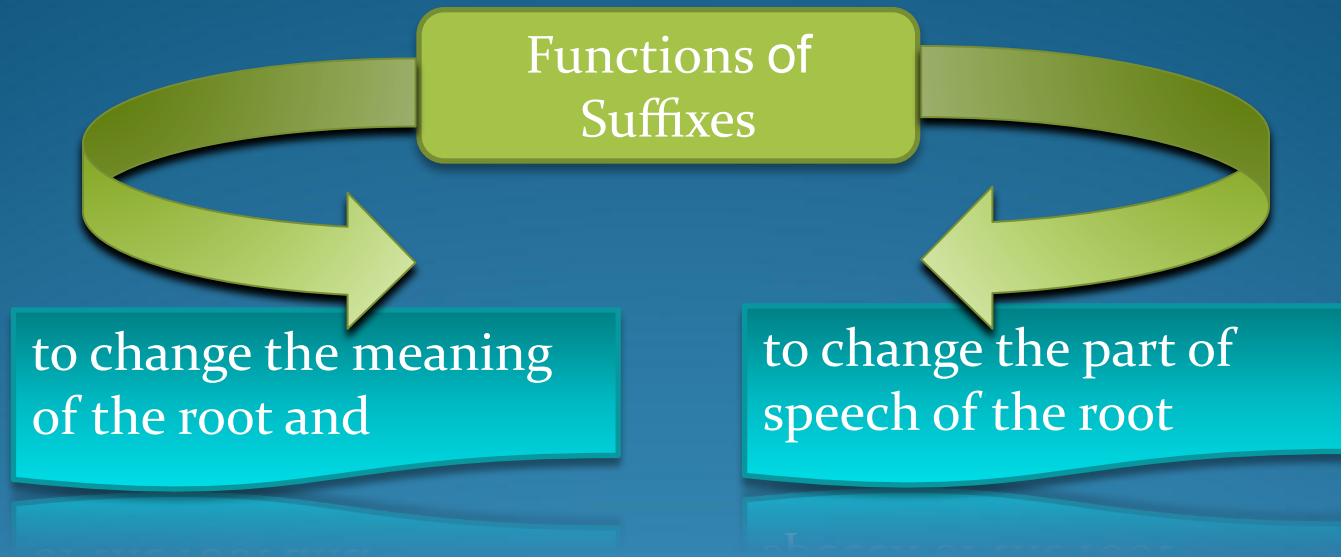 Functions of
Suffixes
to change the meaning
of the root and
to change the part of
speech of the root